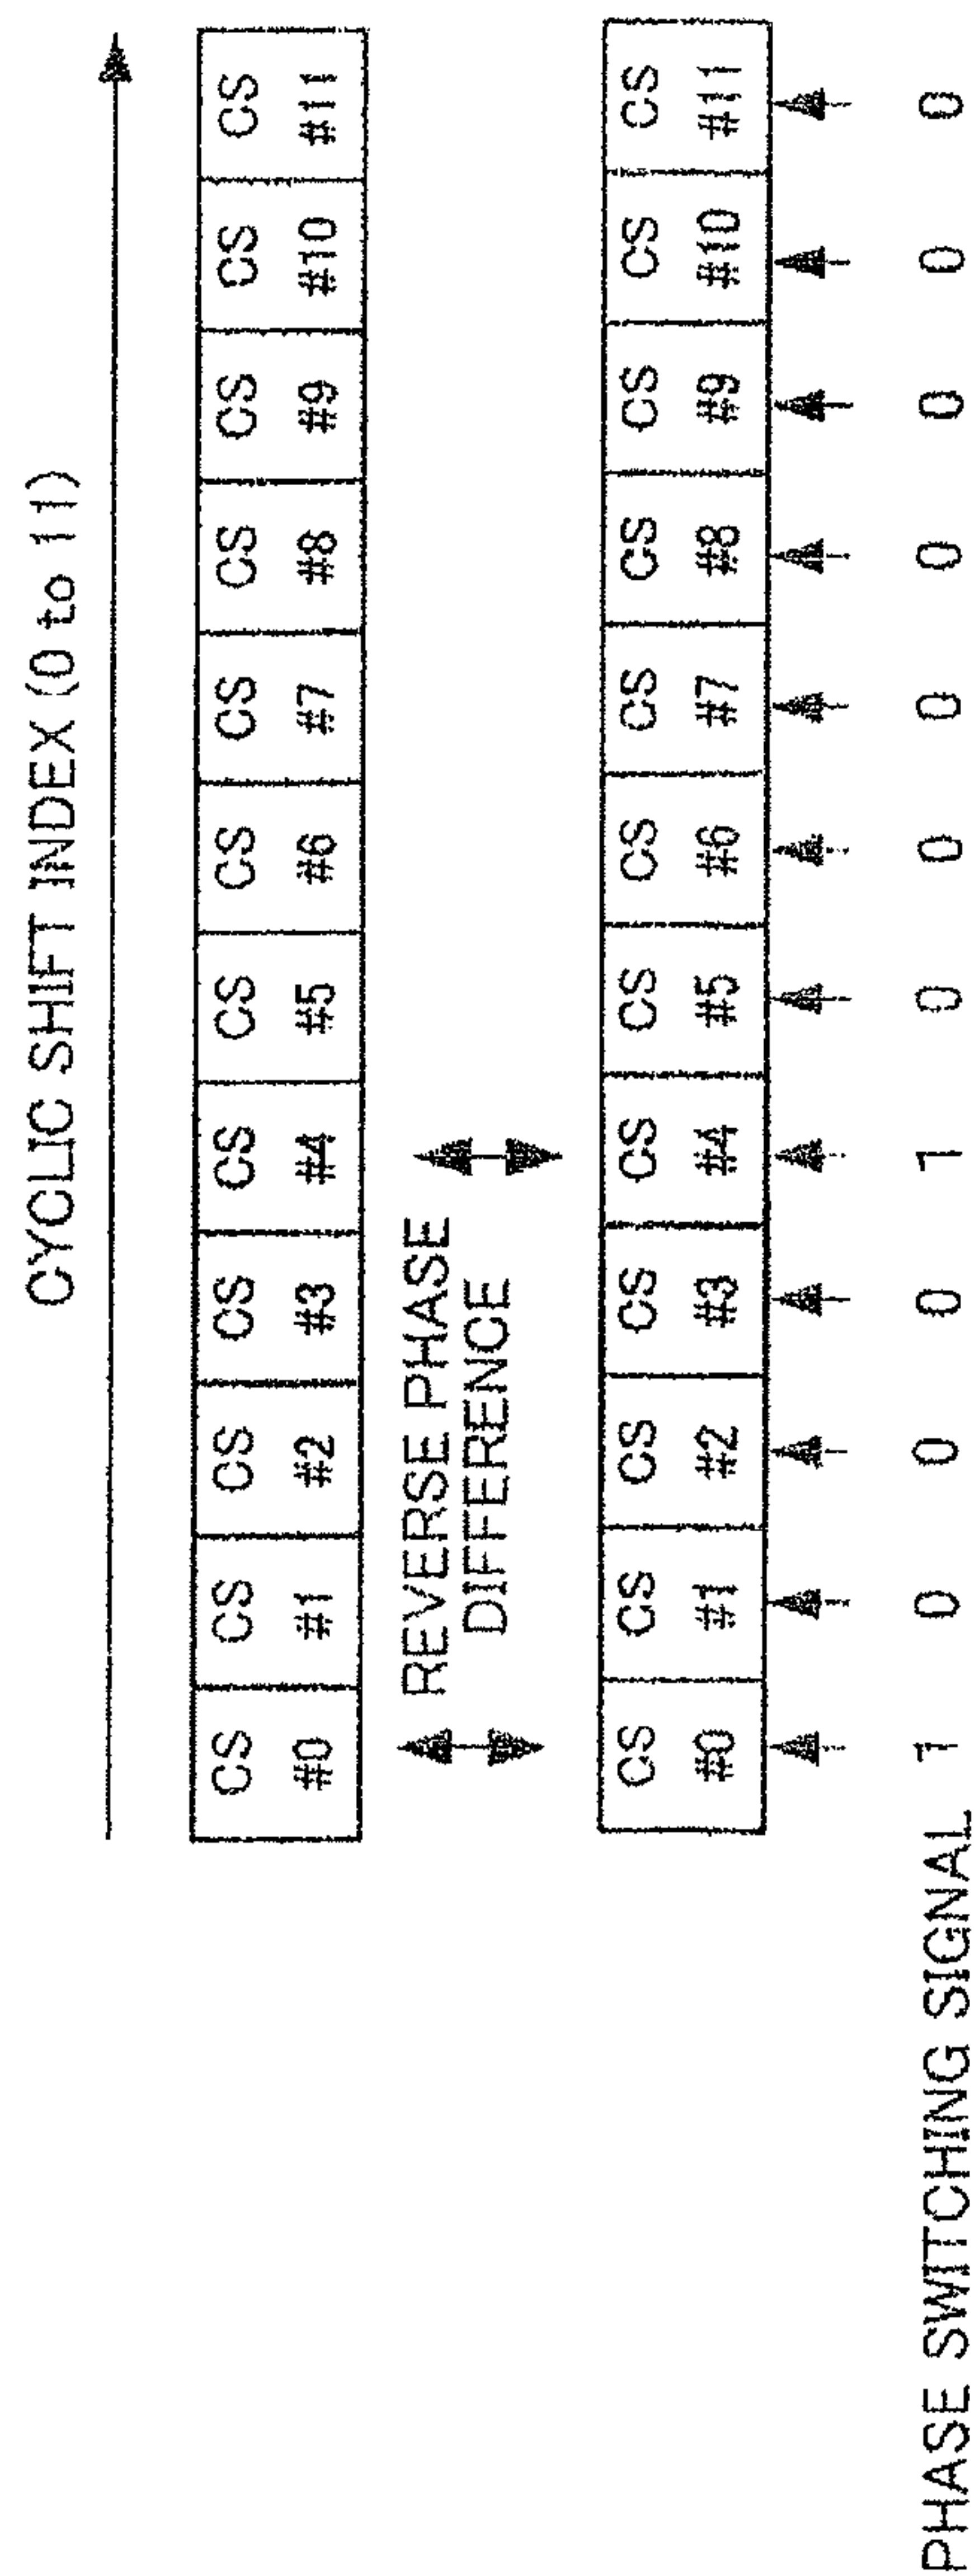 CYCLIC SHIFT INDEX (0 to 11)
CS CS CS CS CS CS CS CS CS CS CS CS
#0 #1 #2 #3 #4 #5 #6 #7 #8 #9 #10 #11
REVERSE PHASE
DIFFERENCE
CS CS CS CS CS CS CS CS CS CS CS CS
#0 #1 #2 #3 #4 #5 #6 #7 #8 #9 #10 #11
PHASE SWITCHING SIGNAL 1 0 0 0 1 0 0 0 0 0 0 0